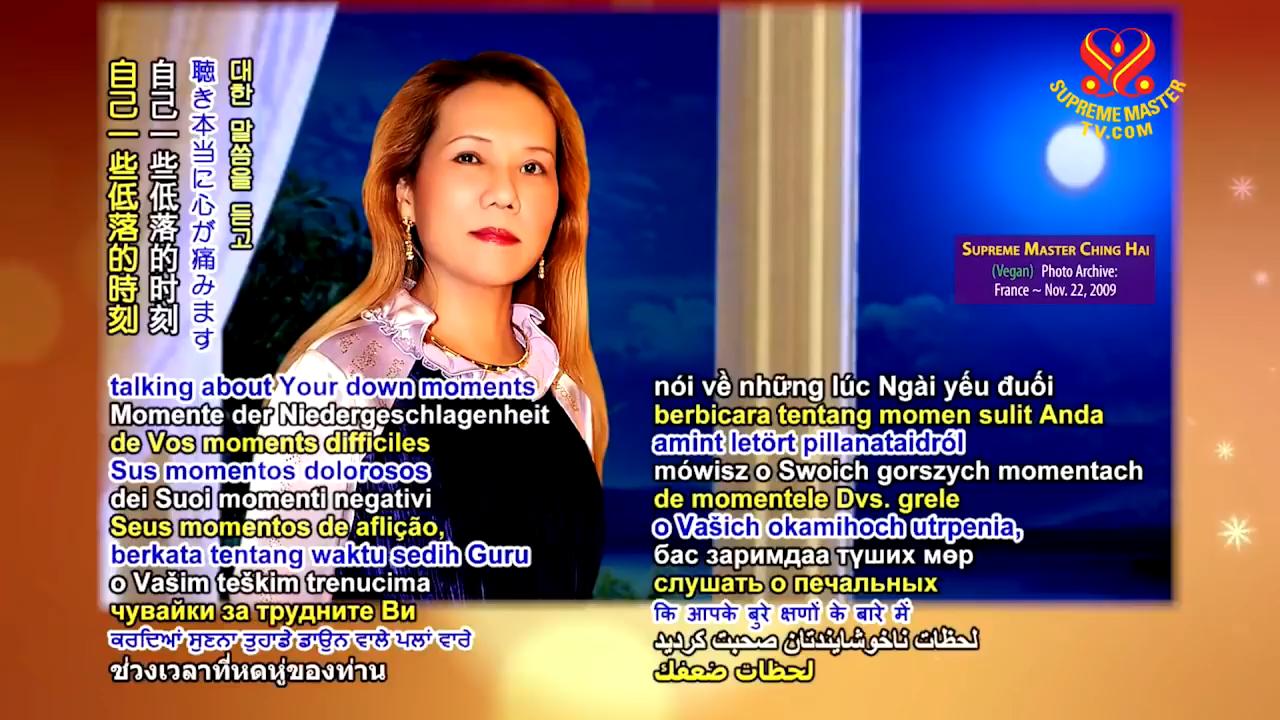 自己一些低落的時刻
自己一些低落的时刻
聴き本当に心が痛みます
대한 말씀을 듣고
SUPREME MASTER
TV.COM
SUPREME MASTER CHING HAI
(Vegan) Photo Archive:
France ~ Nov. 22, 2009
talking about Your down moments
Momente der Niedergeschlagenheit
de Vos moments difficiles
Sus momentos dolorosos
dei Suoi momenti negativi
Seus momentos de aflição,
berkata tentang waktu sedih Guru
o Vašim teškim trenucima
чувайки за трудните Ви
ਕਰਦਿਆਂ ਸੁਣਨਾ ਤੁਹਾਡੇ ਡਾਉਨ ਵਾਲੇ ਪਲਾਂ ਵਾਰੇ
ช่วงเวลาที่หดหู่ของท่าน
nói về những lúc Ngài yếu đuối
berbicara tentang momen sulit Anda
amint letört pillanataidról
mówisz o Swoich gorszych momentach
de momentele Dvs. grele
o Vašich okamihoch utrpenia,
бас заримдаа түших мөр
слушать о печальных
कि आपके बुरे क्षणों के बारे में
لحظات ناخوشایندتان صحبت کردید
لحظات ضعفك